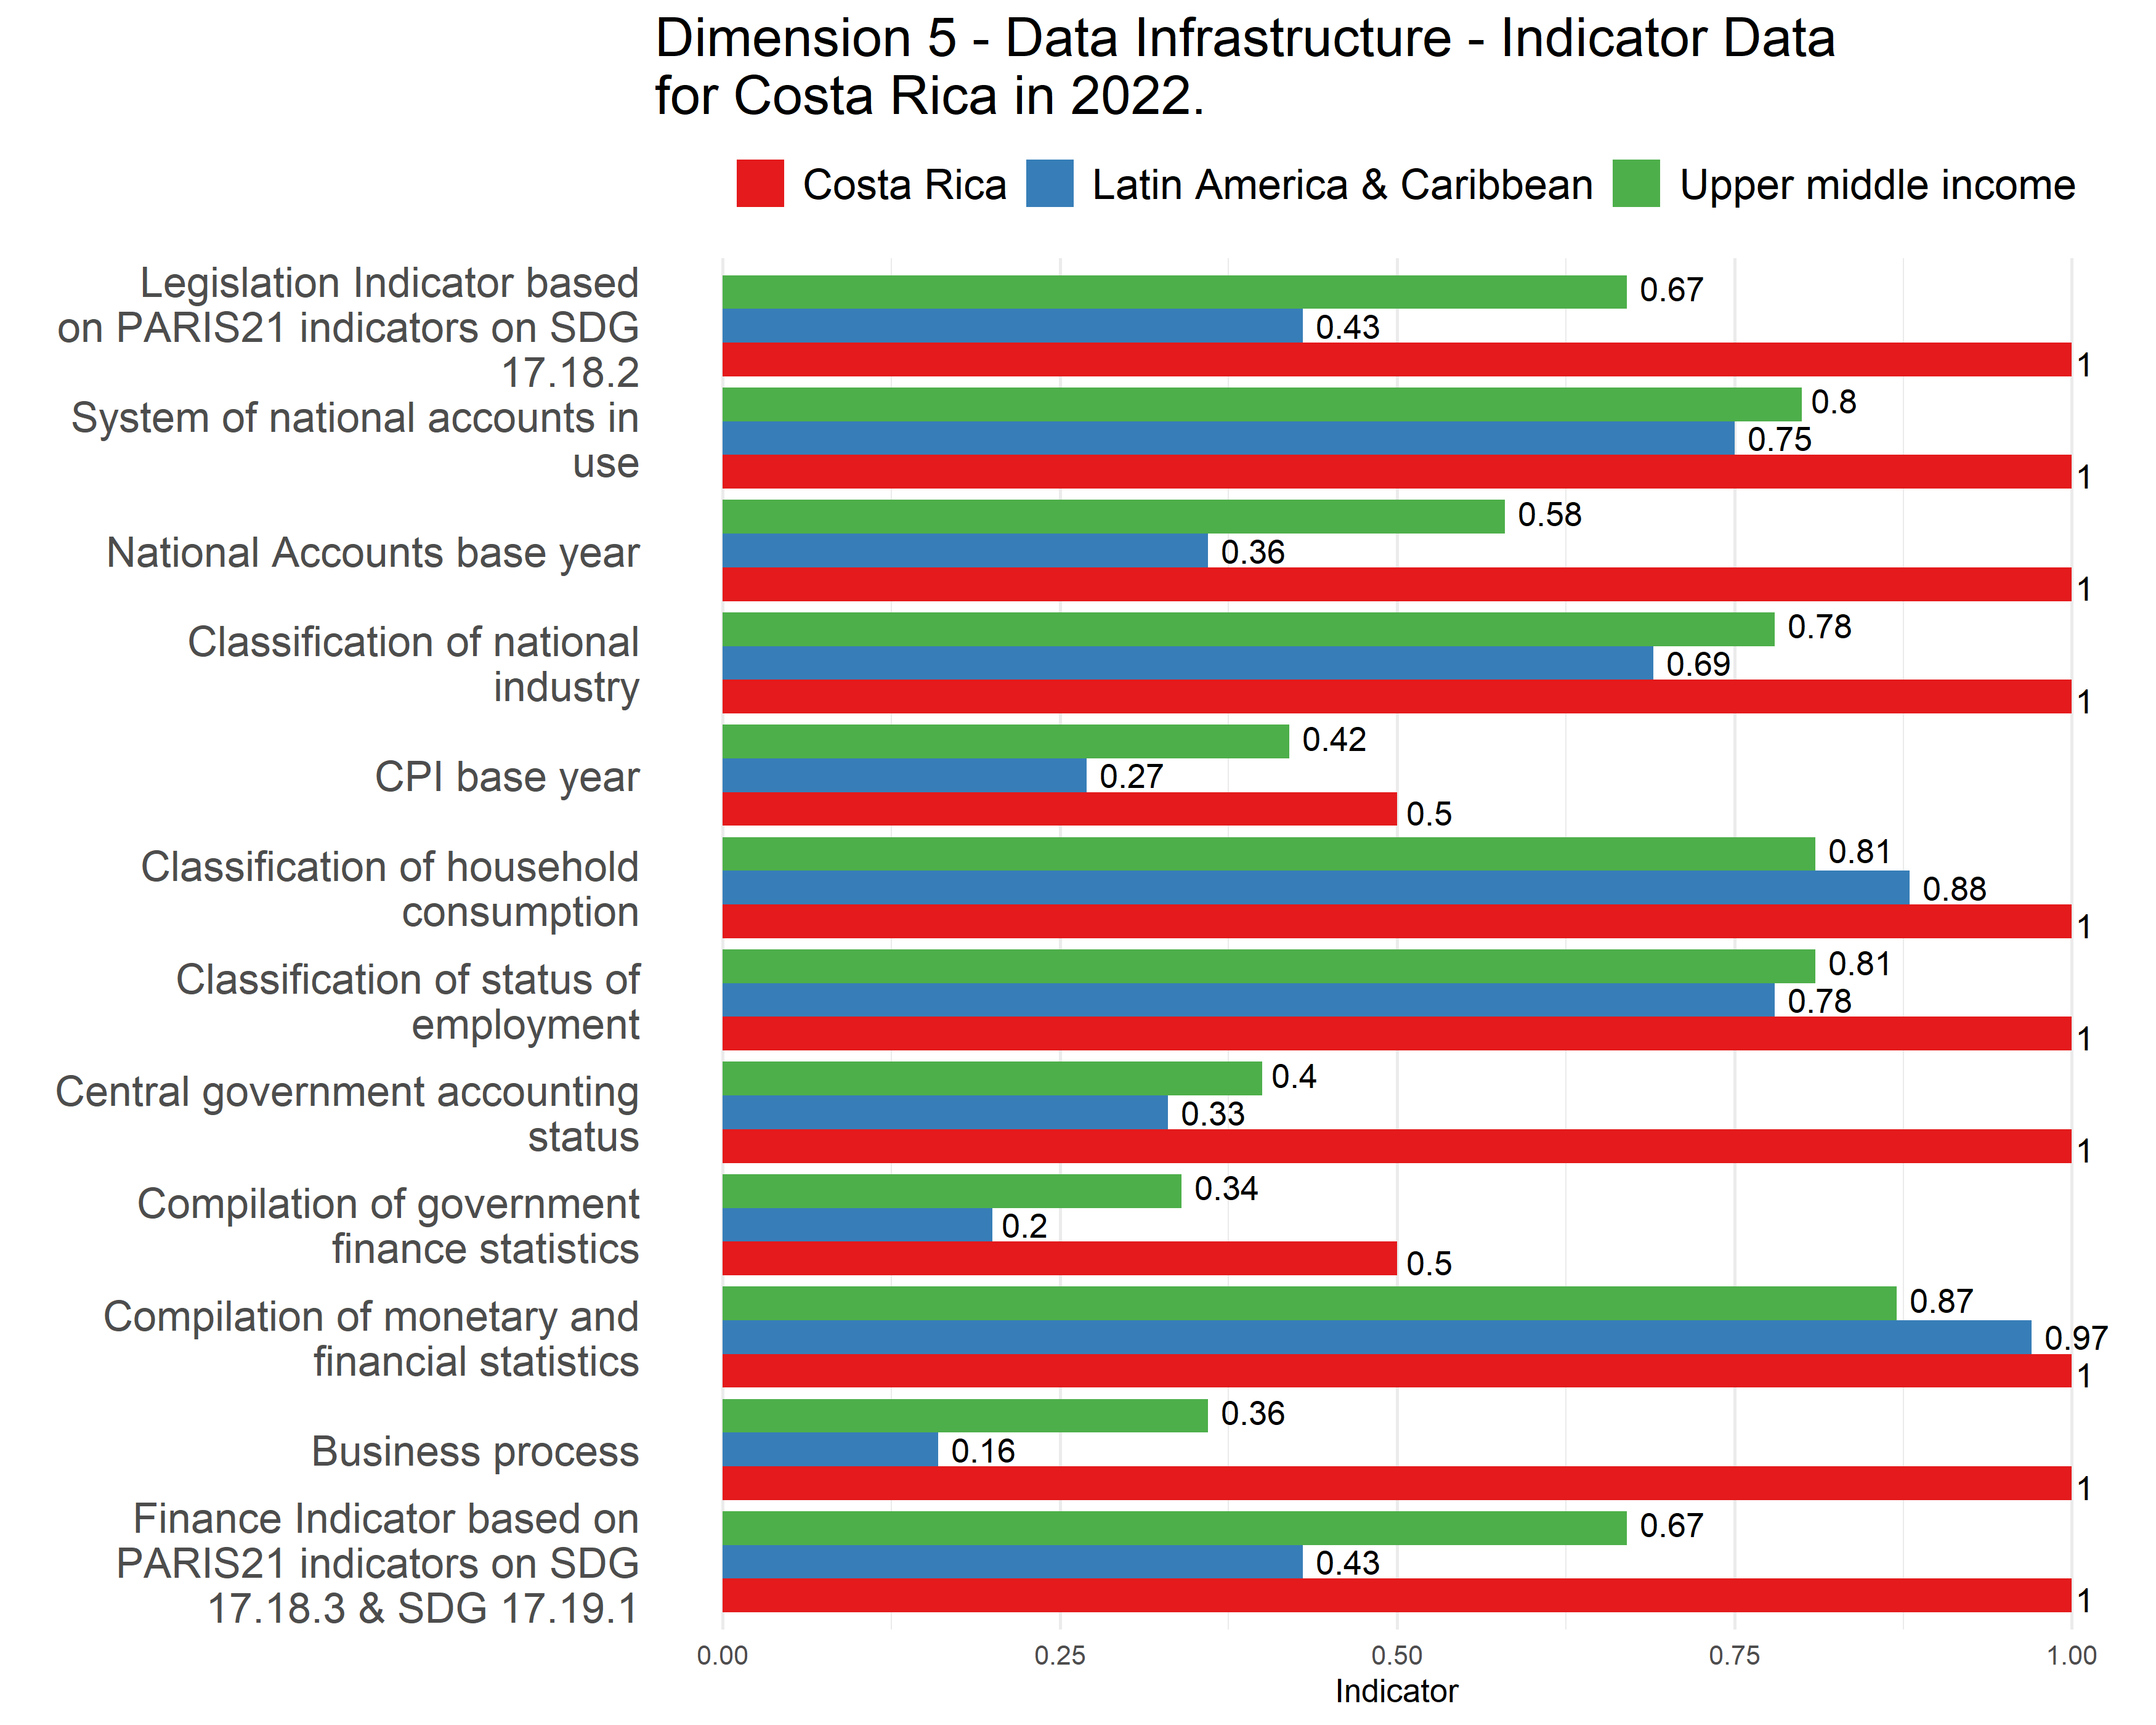 Dimension 5 - Data Infrastructure - Indicator Data
for Costa Rica in 2022.
Costa Rica Latin America & Caribbean Upper middle income
Legislation Indicator based
on PARIS21 indicators on SDG
17.18.2
0.67
0.43
1
System of national accounts in
use
0.8
0.75
1
National Accounts base year
0.58
0.36
1
Classification of national
industry
0.78
0.69
1
CPI base year
0.42
0.27
0.5
Classification of household
consumption
0.81
0.88
1
Classification of status of
employment
0.81
0.78
1
Central government accounting
status
0.4
0.33
1
Compilation of government
finance statistics
0.34
0.2
0.5
Compilation of monetary and
financial statistics
0.87
0.97
1
Business process
0.36
0.16
1
Finance Indicator based on
PARIS21 indicators on SDG
17.18.3 & SDG 17.19.1
0.67
0.43
1
0.00 0.25 0.50 0.75 1.00
Indicator